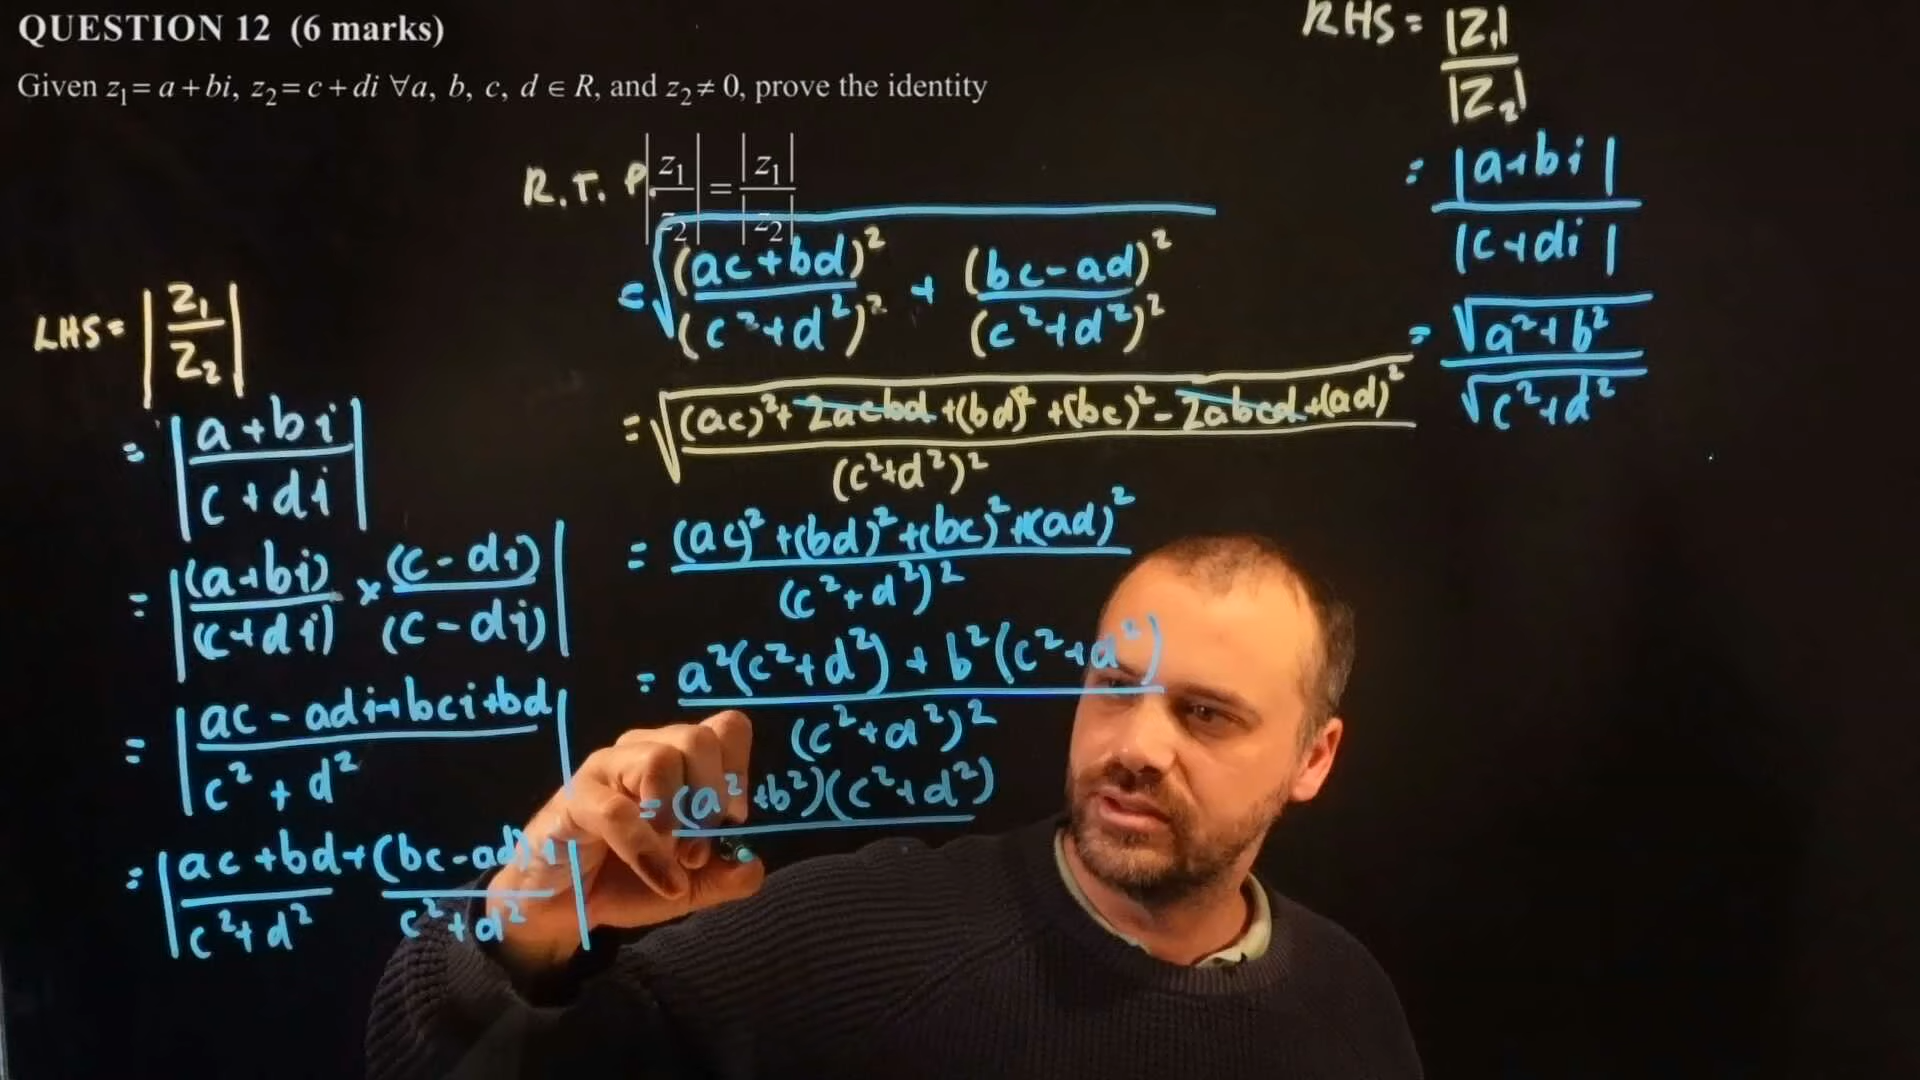 QUESTION 12 (6 marks)
Given z₁ = a + bi, z₂ = c + di ∀a, b, c, d ∈ R, and z₂ ≠ 0, prove the identity
R.T.P. |z₁/z₂| = |z₁|/|z₂|
LHS = |Z₁/Z₂|
= |(a+bi)/(c+di)|
= |(a+bi)/(c+di) × (c-di)/(c-di)|
= |(ac - adi + bci + bd)/(c² + d²)|
= |(ac + bd)/(c² + d²) + (bc - ad)i/(c² + d²)|
= √((ac+bd)²/(c²+d²)² + (bc-ad)²/(c²+d²)²)
= √(((ac)² + 2acbd + (bd)² + (bc)² - 2abcd + (ad)²)/(c²+d²)²)
= ((ac)² + (bd)² + (bc)² + (ad)²)/(c²+d²)²
= (a²(c²+d²) + b²(c²+d²))/(c²+d²)²
= (a²+b²)(c²+d²)
RHS = |Z₁|/|Z₂|
= |a+bi|/|c+di|
= √(a²+b²)/√(c²+d²)